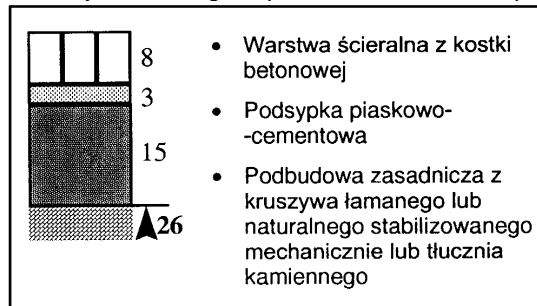 8
3
15
26
• Warstwa ścieralna z kostki
betonowej
• Podsypka piaskowo-
-cementowa
• Podbudowa zasadnicza z
kruszywa łamanego lub
naturalnego stabilizowanego
mechanicznie lub tłucznia
kamiennego